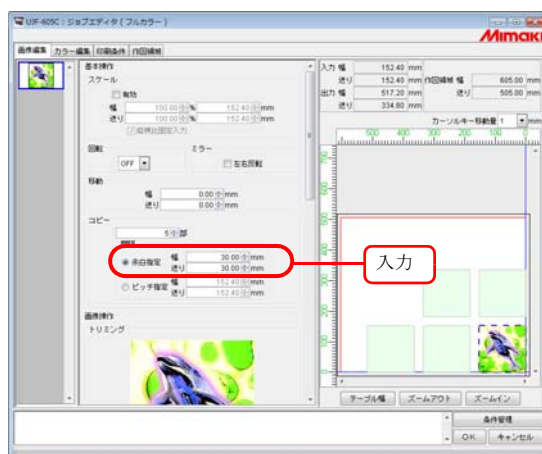 UJF-605C : ジョブエディタ ( フルカラー )
Mimaki
画像編集 カラー編集 印刷条件 作図領域
基本操作
スケール
有効
幅 100.00 % 152.40 mm
送り 100.00 % 152.40 mm
縦横比固定入力
回転 ミラー
OFF 左右反転
移動
幅 0.00 mm
送り 0.00 mm
コピー
5 部
間隔
余白指定 幅 30.00 mm
送り 30.00 mm
ピッチ指定 幅 152.40 mm
送り 152.40 mm
画像操作
トリミング
入力 幅 152.40 mm
送り 152.40 mm 作図領域 幅 605.00 mm
出力 幅 517.20 mm 送り 505.00 mm
送り 334.80 mm
カーソルキー移動量 1 mm
500 400 300 200 100 0
入力
テーブル幅 ズームアウト ズームイン
条件管理
OK キャンセル